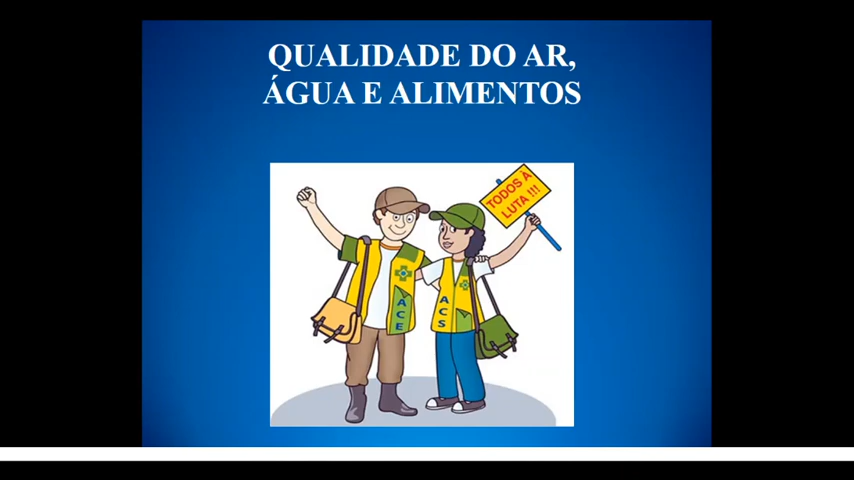 QUALIDADE DO AR,
ÁGUA E ALIMENTOS
TODOS À
LUTA !!!
ACE
ACS